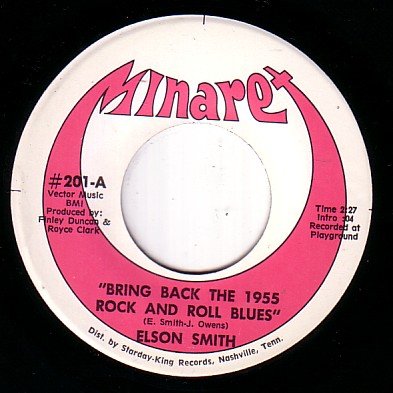 Minaret
#201-A
Vector Music
BMI
Produced by:
Finley Duncan &
Royce Clark
Time 2:27
Intro :04
Recorded at
Playground
"BRING BACK THE 1955
ROCK AND ROLL BLUES"
(E. Smith-J. Owens)
ELSON SMITH
Dist. by Starday-King Records, Nashville, Tenn.